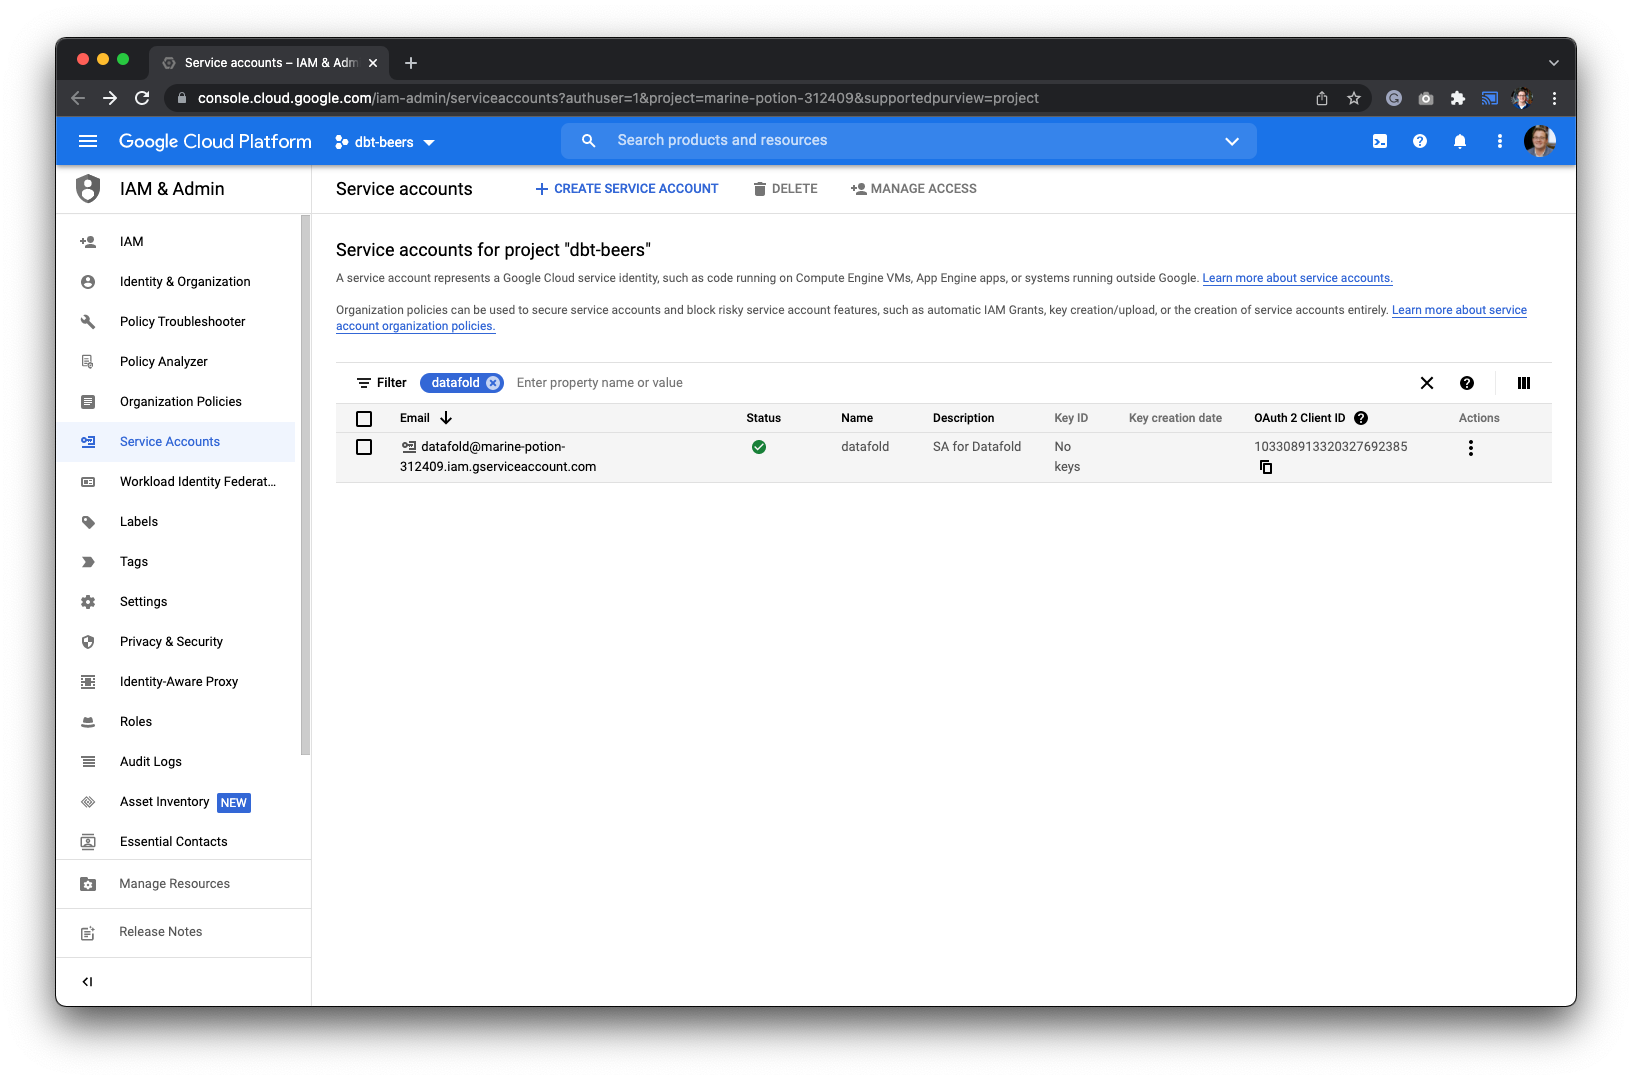 Service accounts – IAM & Adm
console.cloud.google.com/iam-admin/serviceaccounts?authuser=1&project=marine-potion-312409&supportedpurview=project
Google Cloud Platform
dbt-beers
Search products and resources
IAM & Admin
Service accounts
CREATE SERVICE ACCOUNT
DELETE
MANAGE ACCESS
IAM
Identity & Organization
Policy Troubleshooter
Policy Analyzer
Organization Policies
Service Accounts
Workload Identity Federat...
Labels
Tags
Settings
Privacy & Security
Identity-Aware Proxy
Roles
Audit Logs
Asset Inventory NEW
Essential Contacts
Manage Resources
Release Notes
Service accounts for project "dbt-beers"
A service account represents a Google Cloud service identity, such as code running on Compute Engine VMs, App Engine apps, or systems running outside Google. Learn more about service accounts.
Organization policies can be used to secure service accounts and block risky service account features, such as automatic IAM Grants, key creation/upload, or the creation of service accounts entirely. Learn more about service
account organization policies.
Filter datafold Enter property name or value
Email Status Name Description Key ID Key creation date OAuth 2 Client ID Actions
datafold@marine-potion- datafold SA for Datafold No 103308913320327692385
312409.iam.gserviceaccount.com keys